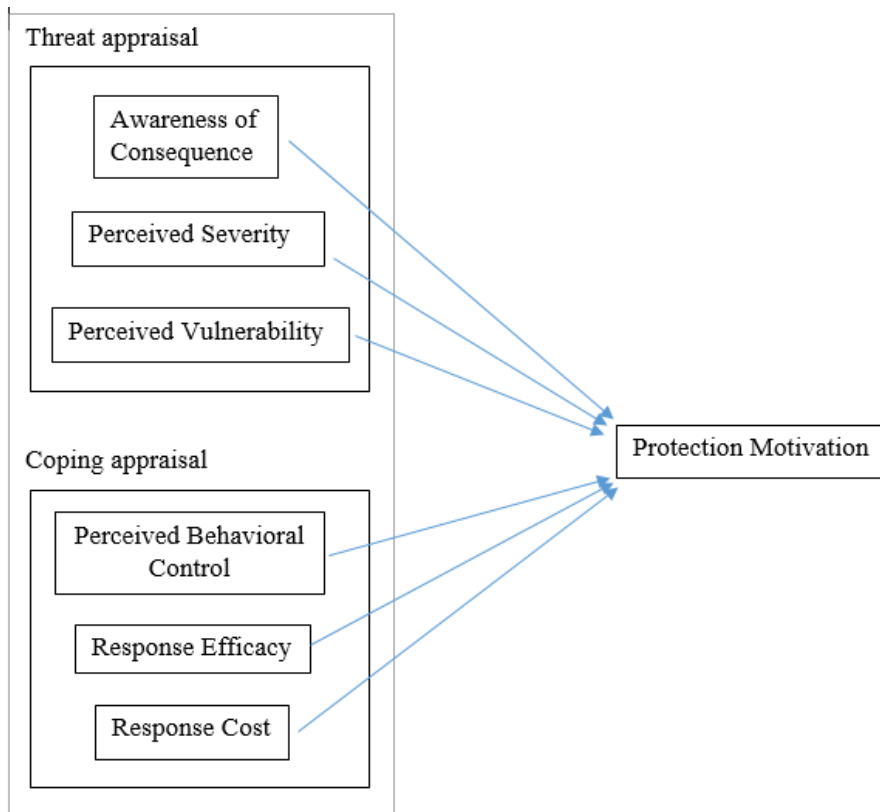 Threat appraisal
Awareness of
Consequence
Perceived Severity
Perceived Vulnerability
Protection Motivation
Coping appraisal
Perceived Behavioral
Control
Response Efficacy
Response Cost